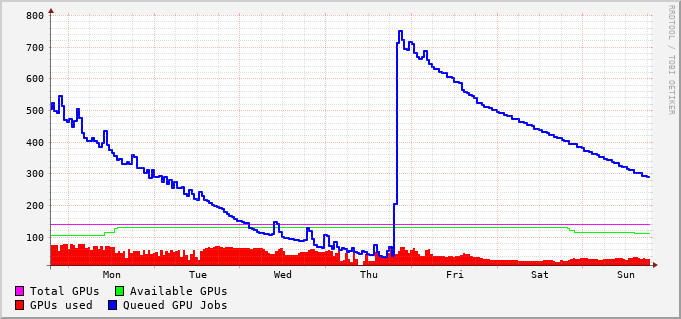 800
700
600
500
400
300
200
100
Mon Tue Wed Thu Fri Sat Sun
Total GPUs Available GPUs
GPUs used Queued GPU Jobs
RRDTOOL / TOBI OETIKER